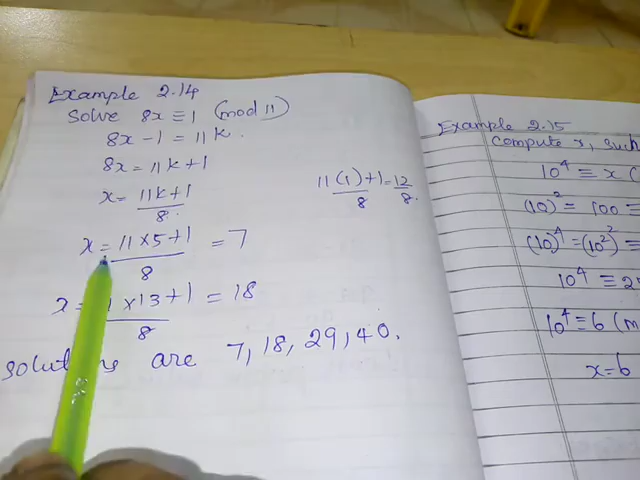 Example 2.14
Solve 8x ≡ 1 (mod 11)
8x - 1 = 11k.
8x = 11k + 1
x = 11k+1 / 8.
11(1)+1 / 8 = 12 / 8.
x = 11×5+1 / 8 = 7
x = 1×13+1 / 8 = 18
are 7, 18, 29, 40.
Example 2.15
compute x, such
10⁴ ≡ x (
(10)² = 100 =
(10)⁴ = (10²)² =
10⁴ ≡ 2
10⁴ ≡ 6 (m
x = 6